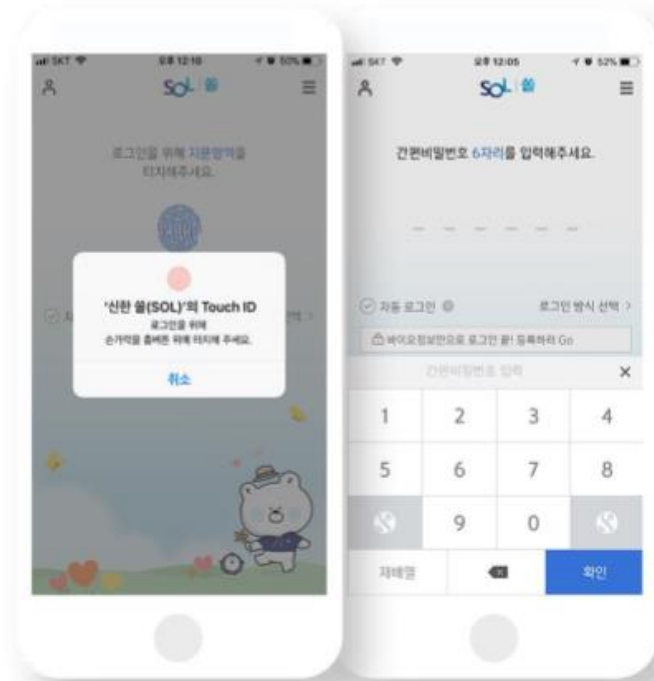 SKT
오후 12:10
50%
SOL 쏠
로그인을 위해 지문영역을
터치해주세요.
'신한 쏠(SOL)'의 Touch ID
로그인을 위해
손가락을 홈버튼 위에 터치해 주세요.
취소
SKT
오후 12:05
52%
SOL 쏠
간편비밀번호 6자리를 입력해주세요.
자동 로그인
로그인 방식 선택 >
바이오정보만으로 로그인 끝! 등록하러 Go
간편비밀번호 입력
1 2 3 4
5 6 7 8
9 0
재배열
확인